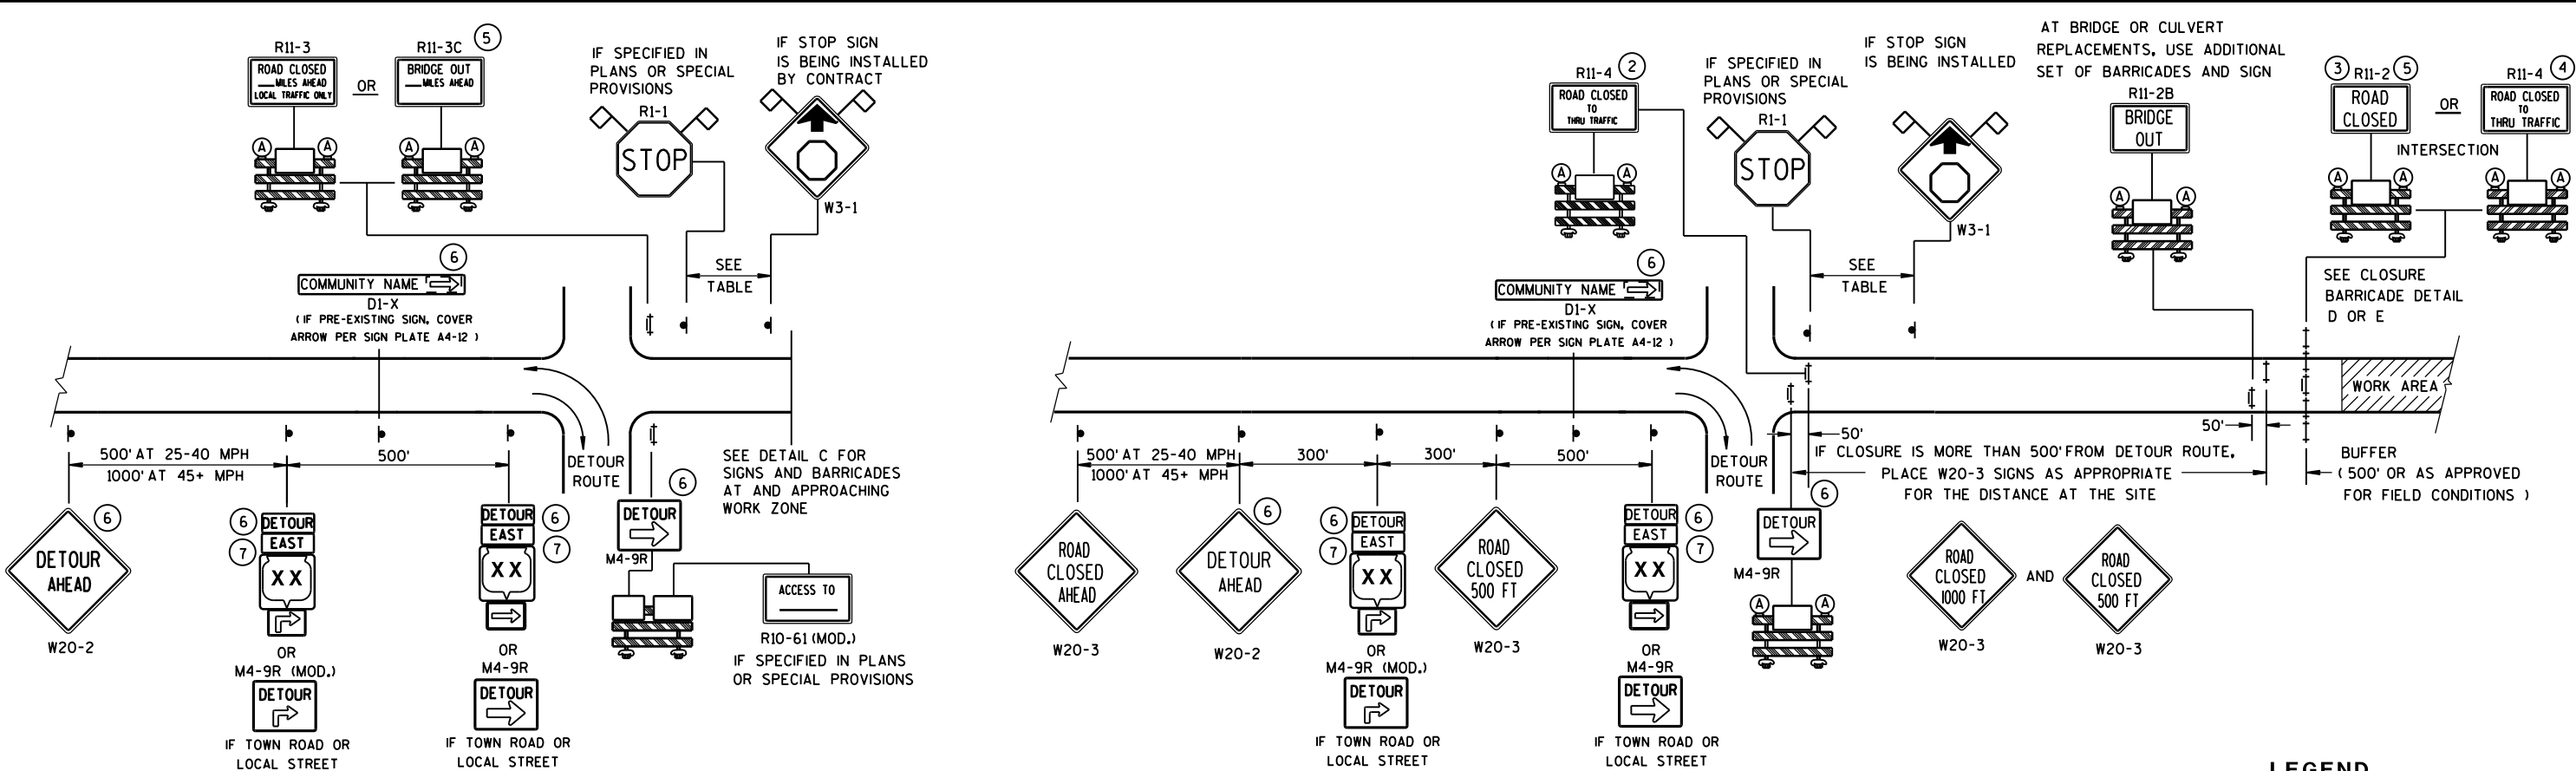 R11-3
ROAD CLOSED
___MILES AHEAD
LOCAL TRAFFIC ONLY
OR
R11-3C
5
BRIDGE OUT
___MILES AHEAD
A
A
A
A
IF SPECIFIED IN
PLANS OR SPECIAL
PROVISIONS
R1-1
STOP
IF STOP SIGN
IS BEING INSTALLED
BY CONTRACT
W3-1
SEE
TABLE
6
COMMUNITY NAME
D1-X
(IF PRE-EXISTING SIGN, COVER
ARROW PER SIGN PLATE A4-12 )
500' AT 25-40 MPH
1000' AT 45+ MPH
500'
DETOUR
ROUTE
SEE DETAIL C FOR
SIGNS AND BARRICADES
AT AND APPROACHING
WORK ZONE
6
DETOUR
AHEAD
W20-2
6
7
DETOUR
EAST
XX
OR
M4-9R (MOD.)
DETOUR
IF TOWN ROAD OR
LOCAL STREET
DETOUR
EAST
6
7
XX
OR
M4-9R
DETOUR
IF TOWN ROAD OR
LOCAL STREET
6
DETOUR
M4-9R
ACCESS TO
R10-61 (MOD.)
IF SPECIFIED IN PLANS
OR SPECIAL PROVISIONS
R11-4
2
ROAD CLOSED
TO
THRU TRAFFIC
A
A
IF SPECIFIED IN
PLANS OR SPECIAL
PROVISIONS
R1-1
STOP
IF STOP SIGN
IS BEING INSTALLED
W3-1
SEE
TABLE
AT BRIDGE OR CULVERT
REPLACEMENTS, USE ADDITIONAL
SET OF BARRICADES AND SIGN
R11-2B
BRIDGE
OUT
A
A
3
R11-2
5
ROAD
CLOSED
OR
R11-4
4
ROAD CLOSED
TO
THRU TRAFFIC
INTERSECTION
A
A
A
A
SEE CLOSURE
BARRICADE DETAIL
D OR E
6
COMMUNITY NAME
D1-X
(IF PRE-EXISTING SIGN, COVER
ARROW PER SIGN PLATE A4-12 )
WORK AREA
500' AT 25-40 MPH
1000' AT 45+ MPH
300'
300'
500'
DETOUR
ROUTE
50'
50'
IF CLOSURE IS MORE THAN 500' FROM DETOUR ROUTE,
PLACE W20-3 SIGNS AS APPROPRIATE
FOR THE DISTANCE AT THE SITE
BUFFER
( 500' OR AS APPROVED
FOR FIELD CONDITIONS )
ROAD
CLOSED
AHEAD
W20-3
6
DETOUR
AHEAD
W20-2
6
7
DETOUR
EAST
XX
OR
M4-9R (MOD.)
DETOUR
IF TOWN ROAD OR
LOCAL STREET
ROAD
CLOSED
500 FT
W20-3
DETOUR
EAST
6
7
XX
OR
M4-9R
DETOUR
IF TOWN ROAD OR
LOCAL STREET
6
DETOUR
M4-9R
A
A
ROAD
CLOSED
1000 FT
W20-3
AND
ROAD
CLOSED
500 FT
W20-3
LEGEND